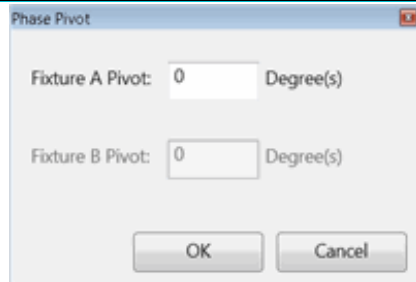 Phase Pivot
Fixture A Pivot: 0 Degree(s)
Fixture B Pivot: 0 Degree(s)
OK Cancel